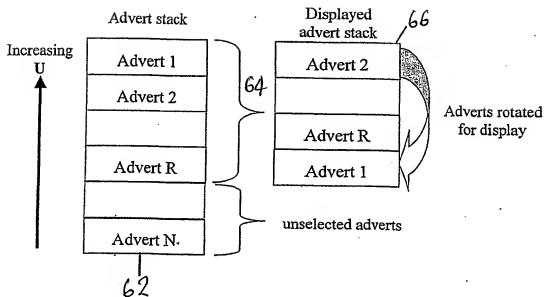 Advert stack
Displayed
advert stack
66
Increasing
U
Advert 1
Advert 2
Advert R
Advert N.
62
64
Advert 2
Advert R
Advert 1
Adverts rotated
for display
unselected adverts